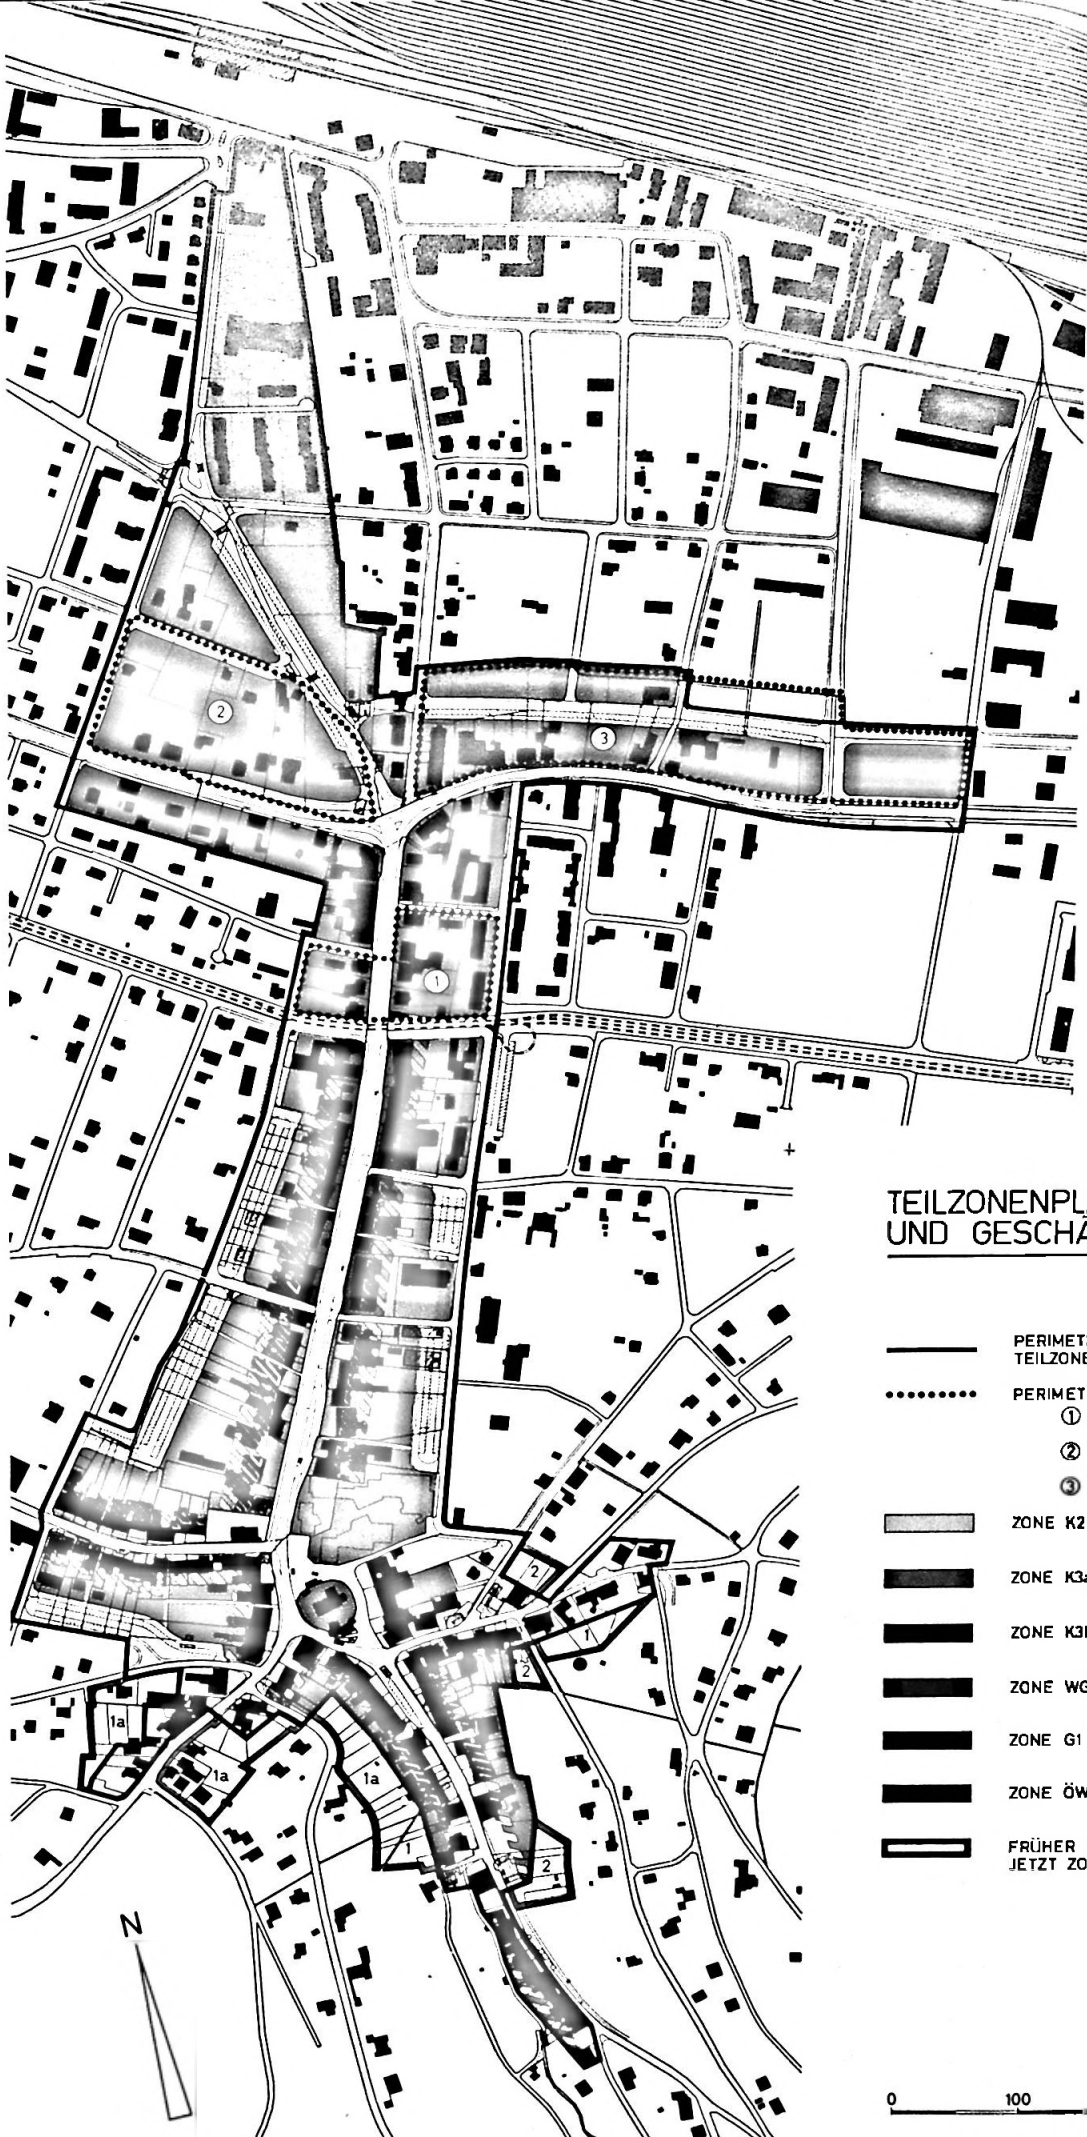 2
3
1
TEILZONENPL
UND GESCHÄ
PERIMET
TEILZONE
PERIMET
①
②
③
ZONE K2
ZONE K3
ZONE K3
ZONE WG
ZONE G1
ZONE ÖW
FRÜHER
JETZT ZO
2
1
2
1a
1a
1a
1
2
N
0 100